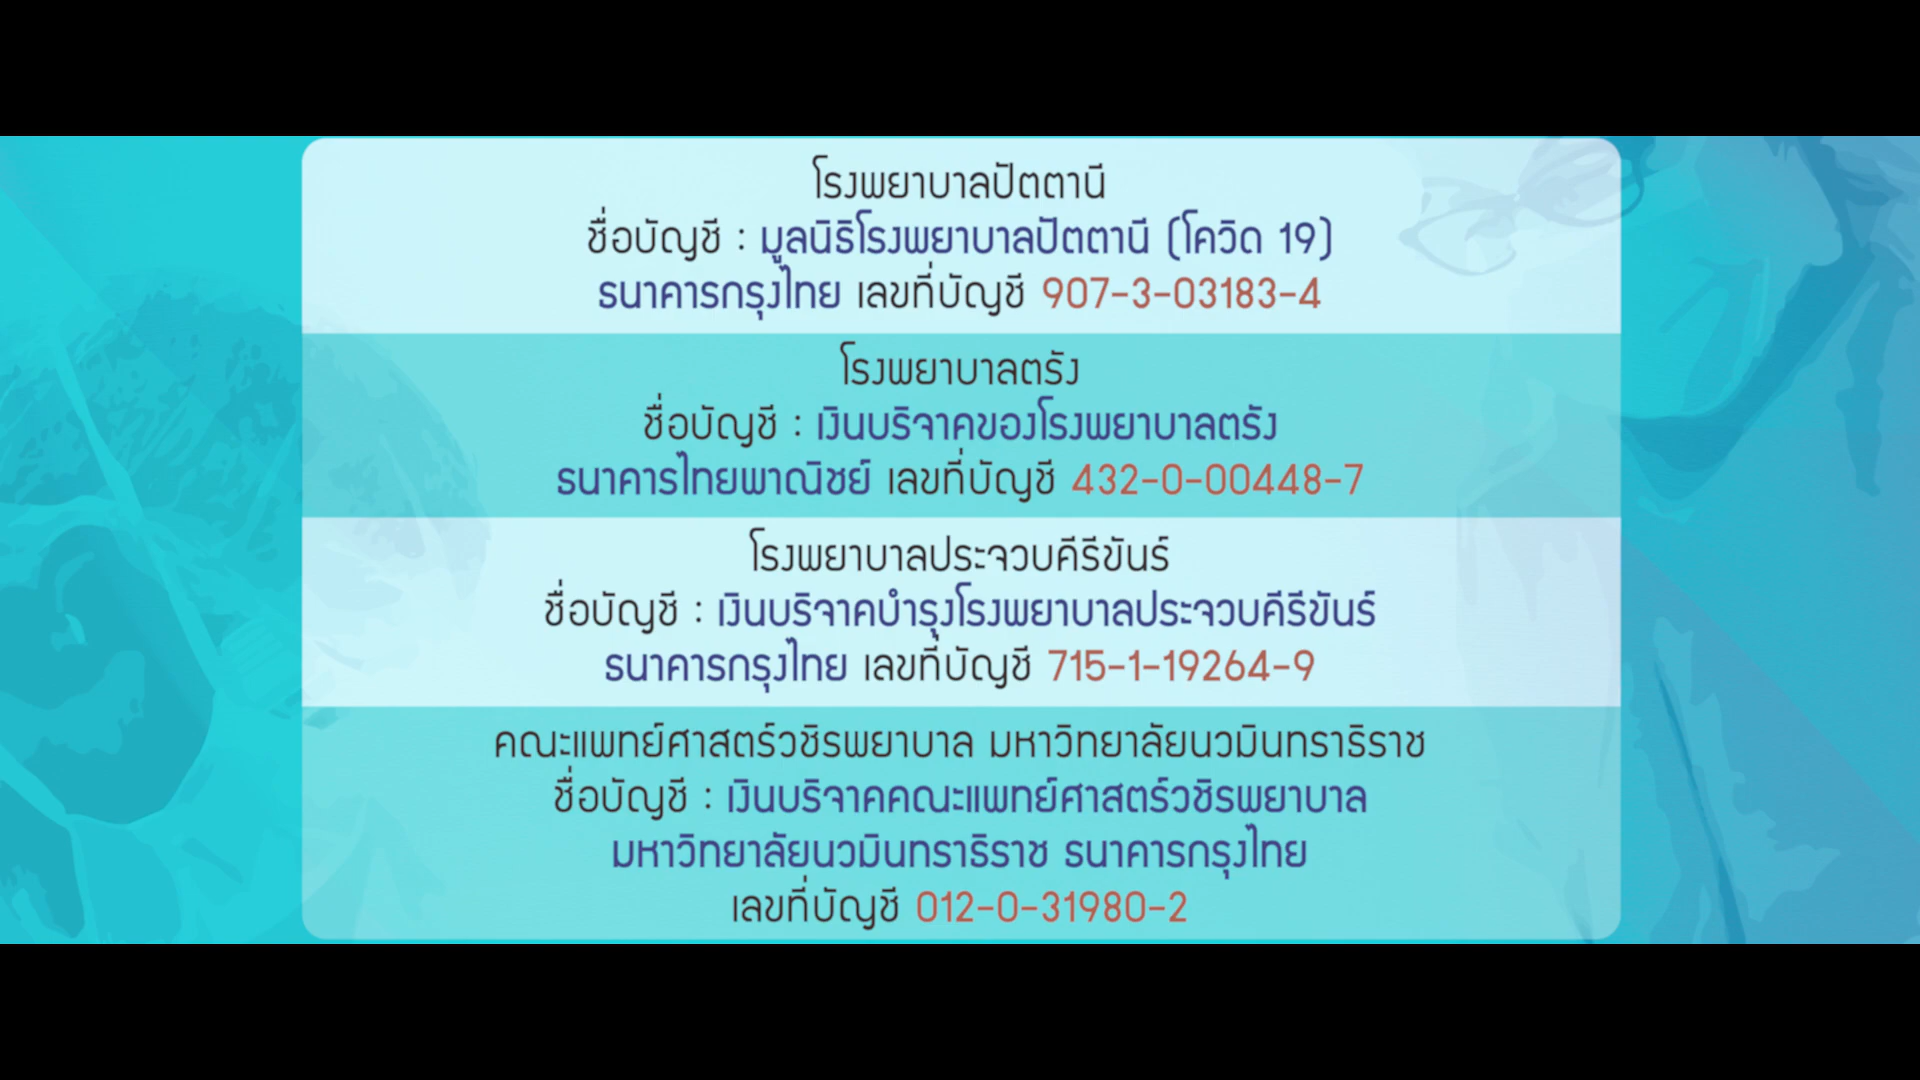 โรงพยาบาลปัตตานี
ชื่อบัญชี : มูลนิธิโรงพยาบาลปัตตานี (โควิด 19)
ธนาคารกรุงไทย เลขที่บัญชี 907-3-03183-4
โรงพยาบาลตรัง
ชื่อบัญชี : เงินบริจาคของโรงพยาบาลตรัง
ธนาคารไทยพาณิชย์ เลขที่บัญชี 432-0-00448-7
โรงพยาบาลประจวบคีรีขันธ์
ชื่อบัญชี : เงินบริจาคบำรุงโรงพยาบาลประจวบคีรีขันธ์
ธนาคารกรุงไทย เลขที่บัญชี 715-1-19264-9
คณะแพทย์ศาสตร์วชิรพยาบาล มหาวิทยาลัยนวมินทราธิราช
ชื่อบัญชี : เงินบริจาคคณะแพทย์ศาสตร์วชิรพยาบาล
มหาวิทยาลัยนวมินทราธิราช ธนาคารกรุงไทย
เลขที่บัญชี 012-0-31980-2